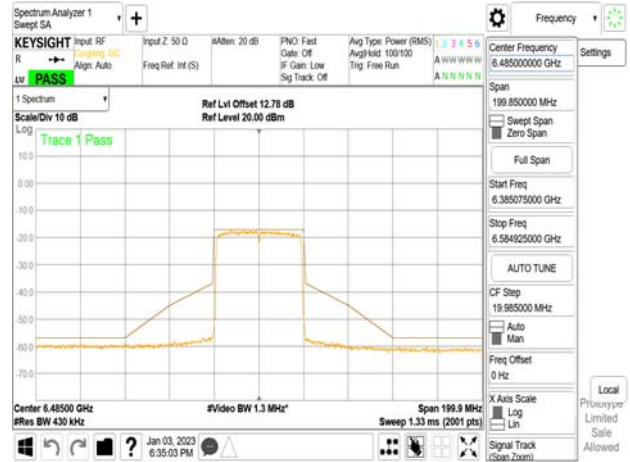 Spectrum Analyzer 1
Swept SA
Frequency
KEYSIGHT
R
LV
PASS
Input: RF
Coupling: DC
Align: Auto
Input Z: 50 Ω
Freq Ref: Int (S)
#Atten: 20 dB
PNO: Fast
Gate: Off
IF Gain: Low
Sig Track: Off
Avg Type: Power (RMS)
Avg|Hold: 100/100
Trig: Free Run
1 2 3 4 5 6
A W W W W W
A N N N N N
1 Spectrum
Scale/Div 10 dB
Ref Lvl Offset 12.78 dB
Ref Level 20.00 dBm
Log
Trace 1 Pass
10.0
0.00
-10.0
-20.0
-30.0
-40.0
-50.0
-60.0
-70.0
Center 6.48500 GHz
#Video BW 1.3 MHz*
Span 199.9 MHz
#Res BW 430 kHz
Sweep 1.33 ms (2001 pts)
Jan 03, 2023
6:35:03 PM
Center Frequency
6.485000000 GHz
Settings
Span
199.850000 MHz
Swept Span
Zero Span
Full Span
Start Freq
6.385075000 GHz
Stop Freq
6.584925000 GHz
AUTO TUNE
CF Step
19.985000 MHz
Auto
Man
Freq Offset
0 Hz
X Axis Scale
Log
Lin
Signal Track
(Span Zoom)
Local
Prototype
Limited
Sale
Allowed